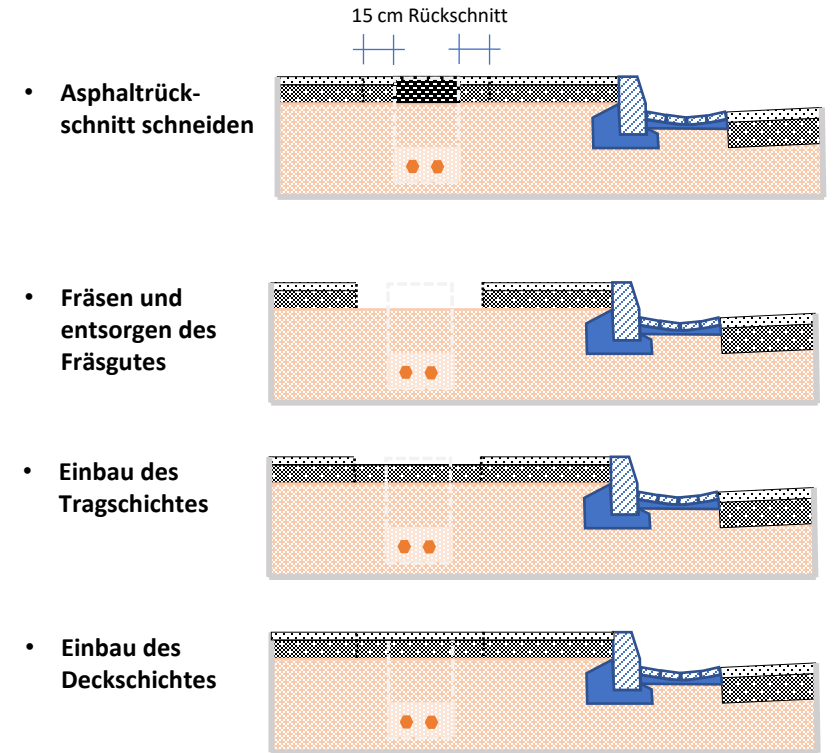 15 cm Rückschnitt
• Asphaltrück-
schnitt schneiden
• Fräsen und
entsorgen des
Fräsgutes
• Einbau des
Tragschichtes
• Einbau des
Deckschichtes